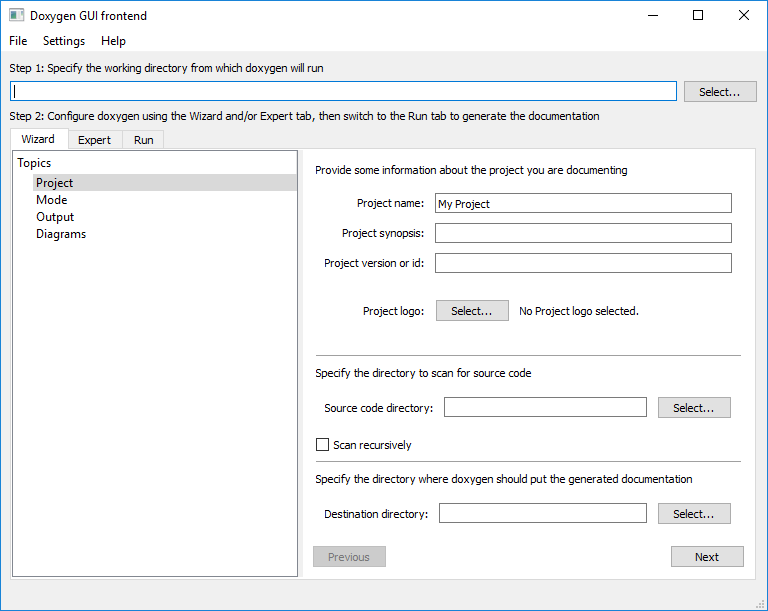 Doxygen GUI frontend
File Settings Help
Step 1: Specify the working directory from which doxygen will run
Select...
Step 2: Configure doxygen using the Wizard and/or Expert tab, then switch to the Run tab to generate the documentation
Wizard Expert Run
Topics
Project
Mode
Output
Diagrams
Provide some information about the project you are documenting
Project name: My Project
Project synopsis:
Project version or id:
Project logo: Select... No Project logo selected.
Specify the directory to scan for source code
Source code directory: Select...
Scan recursively
Specify the directory where doxygen should put the generated documentation
Destination directory: Select...
Previous Next